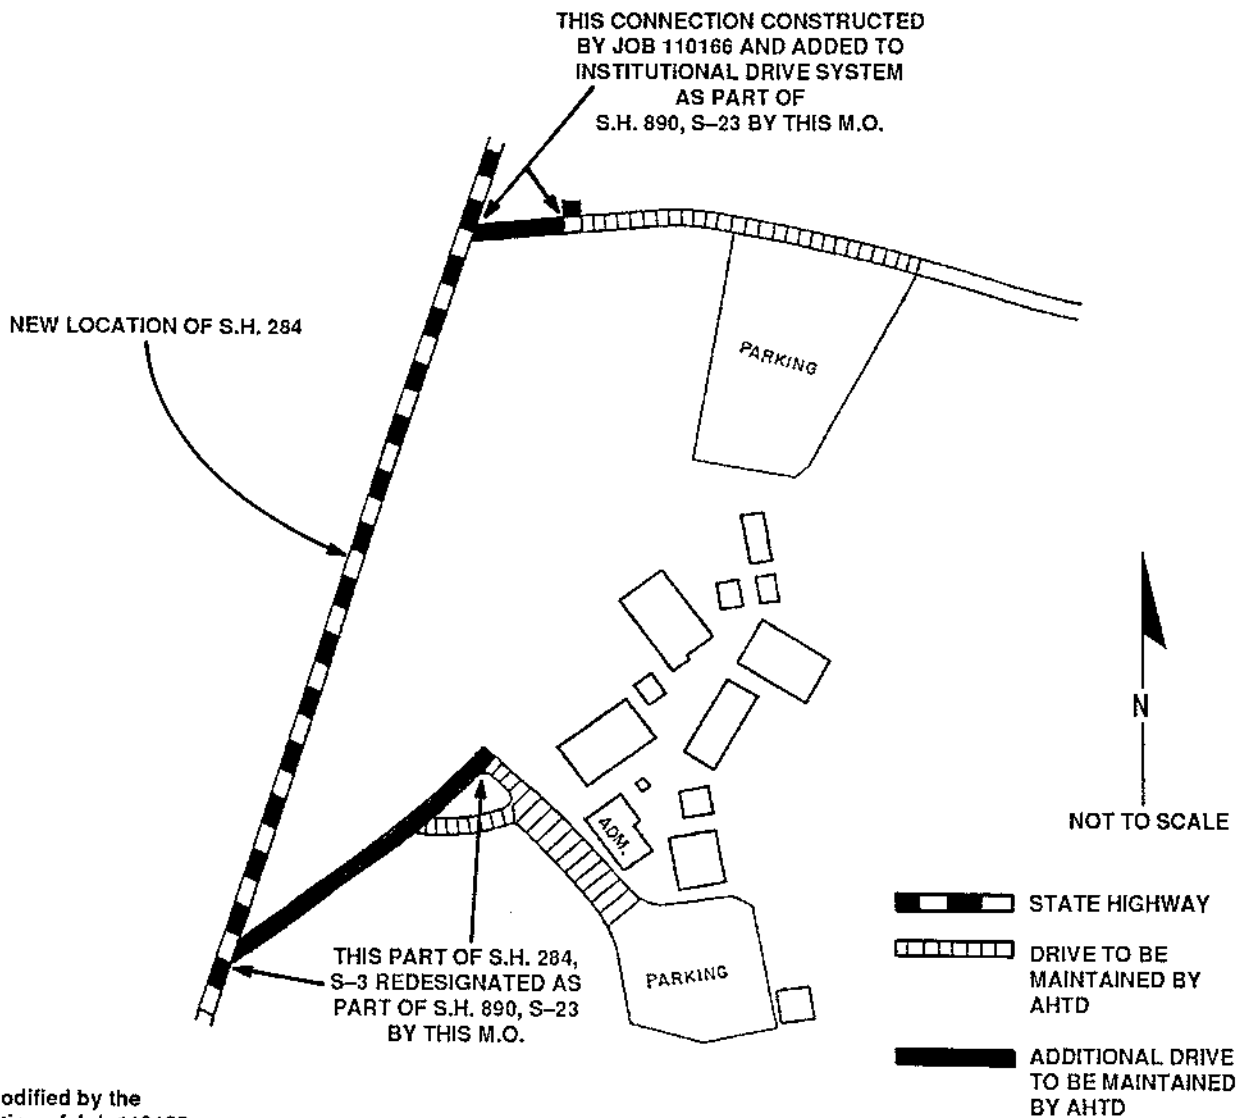 THIS CONNECTION CONSTRUCTED
BY JOB 110166 AND ADDED TO
INSTITUTIONAL DRIVE SYSTEM
AS PART OF
S.H. 890, S–23 BY THIS M.O.
NEW LOCATION OF S.H. 284
PARKING
N
NOT TO SCALE
ADM.
THIS PART OF S.H. 284,
S–3 REDESIGNATED AS
PART OF S.H. 890, S–23
BY THIS M.O.
PARKING
STATE HIGHWAY
DRIVE TO BE
MAINTAINED BY
AHTD
ADDITIONAL DRIVE
TO BE MAINTAINED
BY AHTD
odified by the